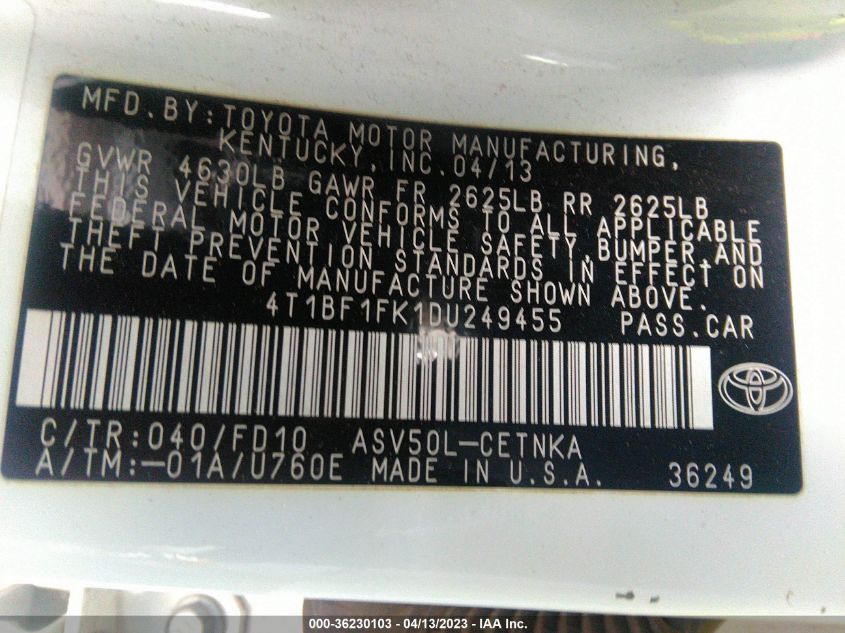 MFD.BY:TOYOTA MOTOR MANUFACTURING,
KENTUCKY, INC.04/13
GVWR 4630LB GAWR FR 2625LB RR 2625LB
THIS VEHICLE CONFORMS TO ALL APPLICABLE
FEDERAL MOTOR VEHICLE SAFETY,BUMPER,AND
THEFT PREVENTION STANDARDS IN EFFECT ON
THE DATE OF MANUFACTURE SHOWN ABOVE.
4T1BF1FK1DU249455 PASS.CAR
C/TR:040/FD10 ASV50L-CETNKA
A/TM:-01A/U760E MADE IN U.S.A. 36249
000-36230103 - 04/13/2023 - IAA Inc.